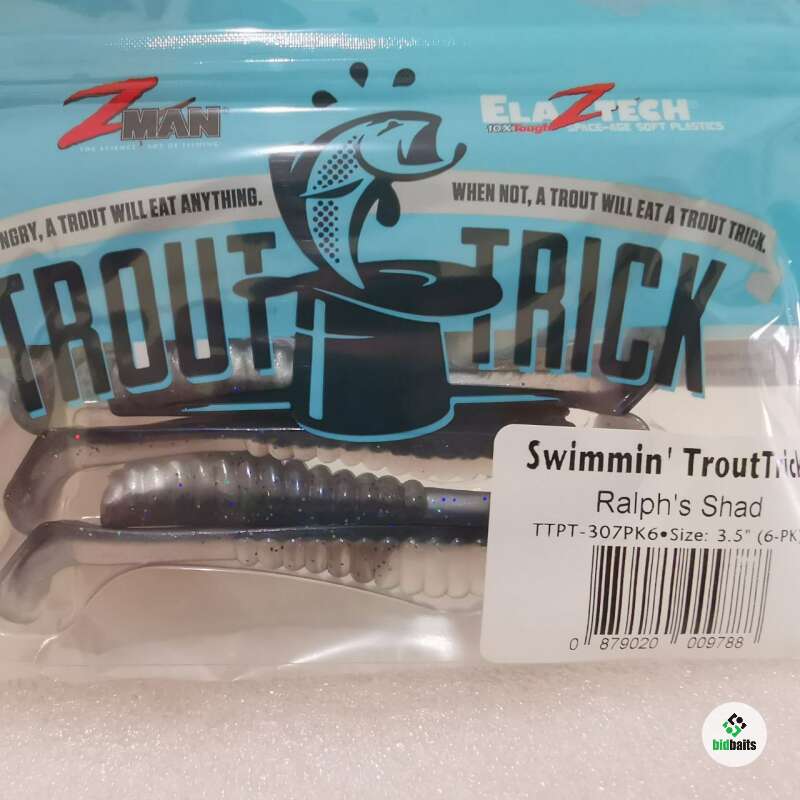 ZMAN
THE SCIENCE + ART OF FISHING
ELAZTECH®
10X Tough SPACE-AGE SOFT PLASTICS
NGRY, A TROUT WILL EAT ANYTHING.
WHEN NOT, A TROUT WILL EAT A TROUT TRICK.
TROUT TRICK
Swimmin' TroutTrick
Ralph's Shad
TTPT-307PK6•Size: 3.5" (6-PK)
0 879020 009788
bidbaits